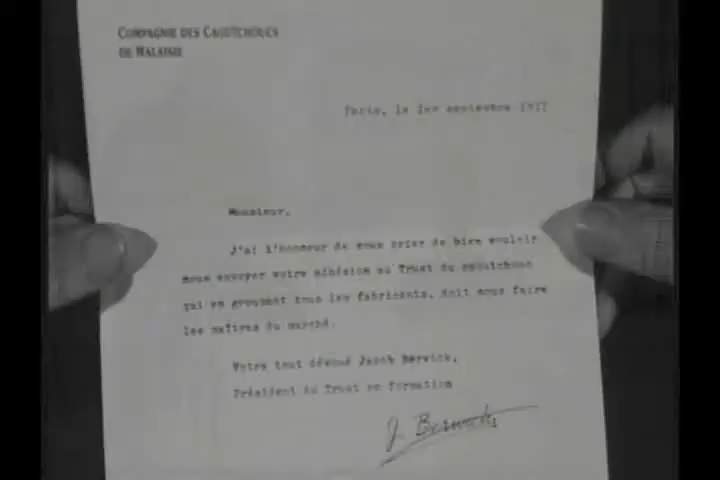 COMPAGNIE DES CAOUTCHOUCS
DE MALAISIE
Paris, le 1er septembre
Monsieur,
J'ai l'honneur de vous prier de bien vouloir
nous envoyer votre adhésion au Trust du caoutchouc
qui en groupant tous les fabricants, doit nous faire
les maîtres du marché.
Votre tout dévoué Jacob Berwick,
Président du Trust en formation
J. Berwick